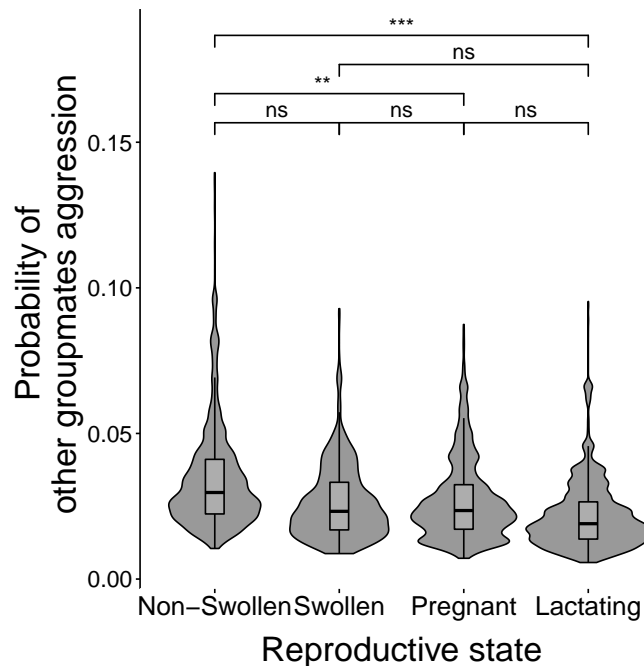 ***
ns
**
ns ns ns
0.15
0.10
0.05
0.00
Probability of
other groupmates aggression
Non−Swollen Swollen Pregnant Lactating
Reproductive state